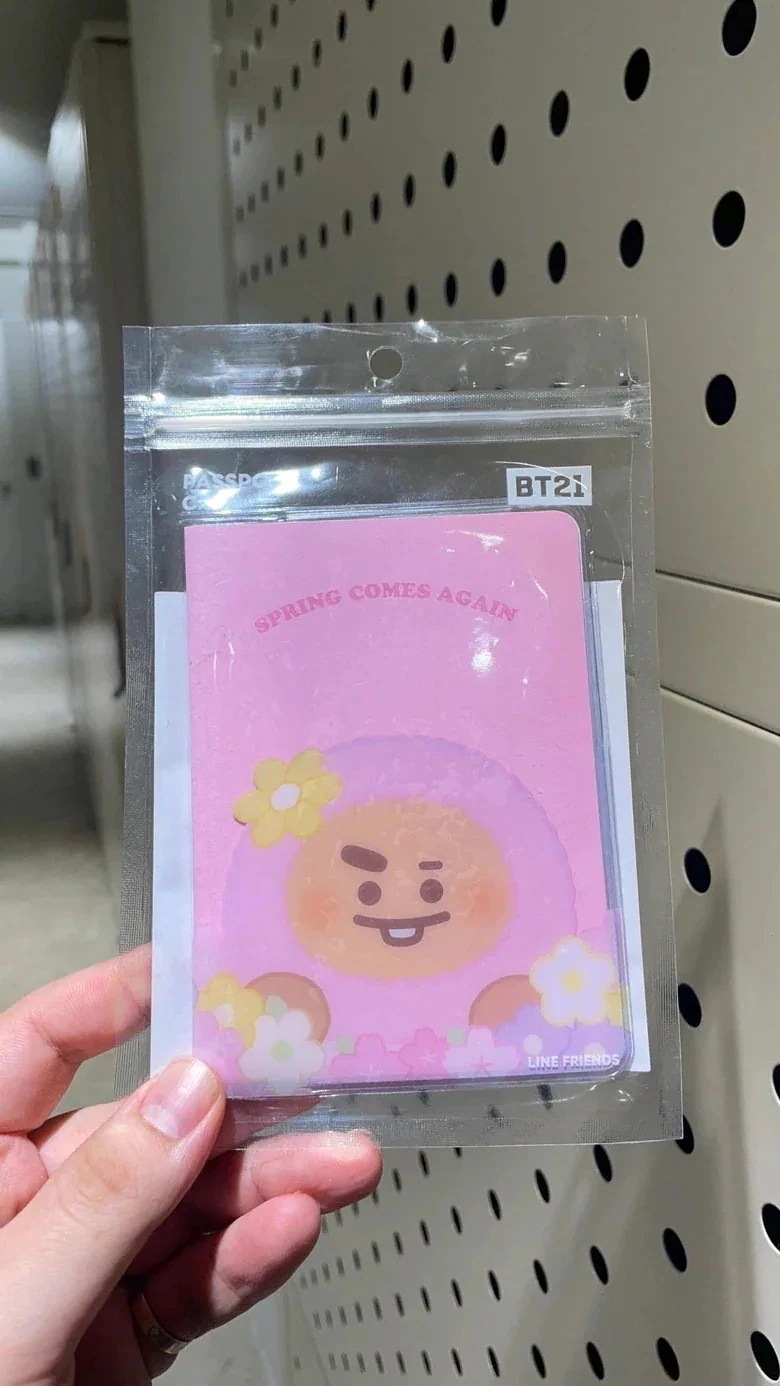 BT21
SPRING COMES AGAIN
LINE FRIENDS